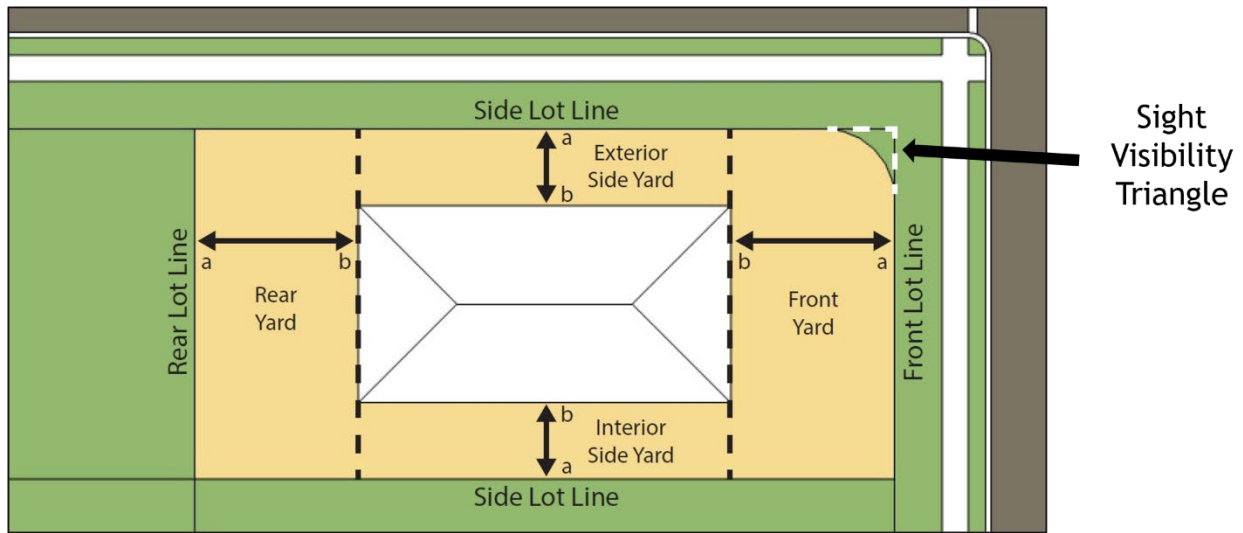 Side Lot Line
a
Exterior
Side Yard
b
Sight
Visibility
Triangle
Rear Lot Line
a
b
Rear
Yard
b
a
Front
Yard
Front Lot Line
b
Interior
Side Yard
a
Side Lot Line